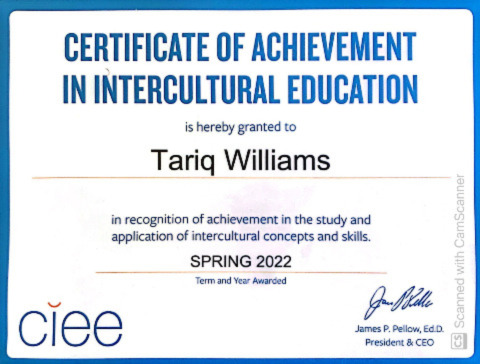 CERTIFICATE OF ACHIEVEMENT
IN INTERCULTURAL EDUCATION
is hereby granted to
Tariq Williams
in recognition of achievement in the study and
application of intercultural concepts and skills.
SPRING 2022
Term and Year Awarded
ciee
James P. Pellow, Ed.D.
President & CEO
CS Scanned with CamScanner